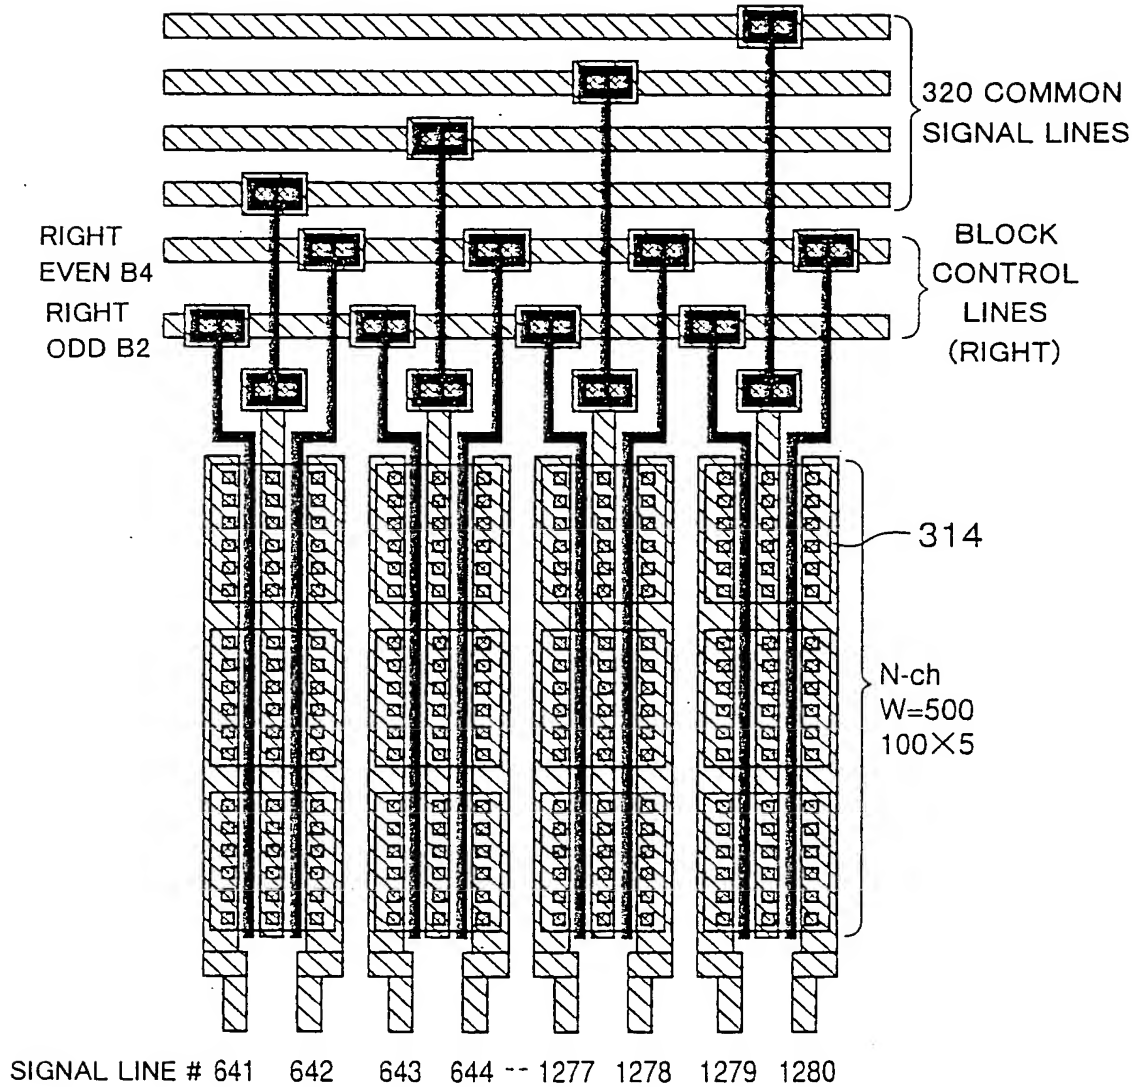 320 COMMON
SIGNAL LINES
RIGHT
EVEN B4
RIGHT
ODD B2
BLOCK
CONTROL
LINES
(RIGHT)
314
N-ch
W=500
100×5
SIGNAL LINE # 641 642 643 644 -- 1277 1278 1279 1280